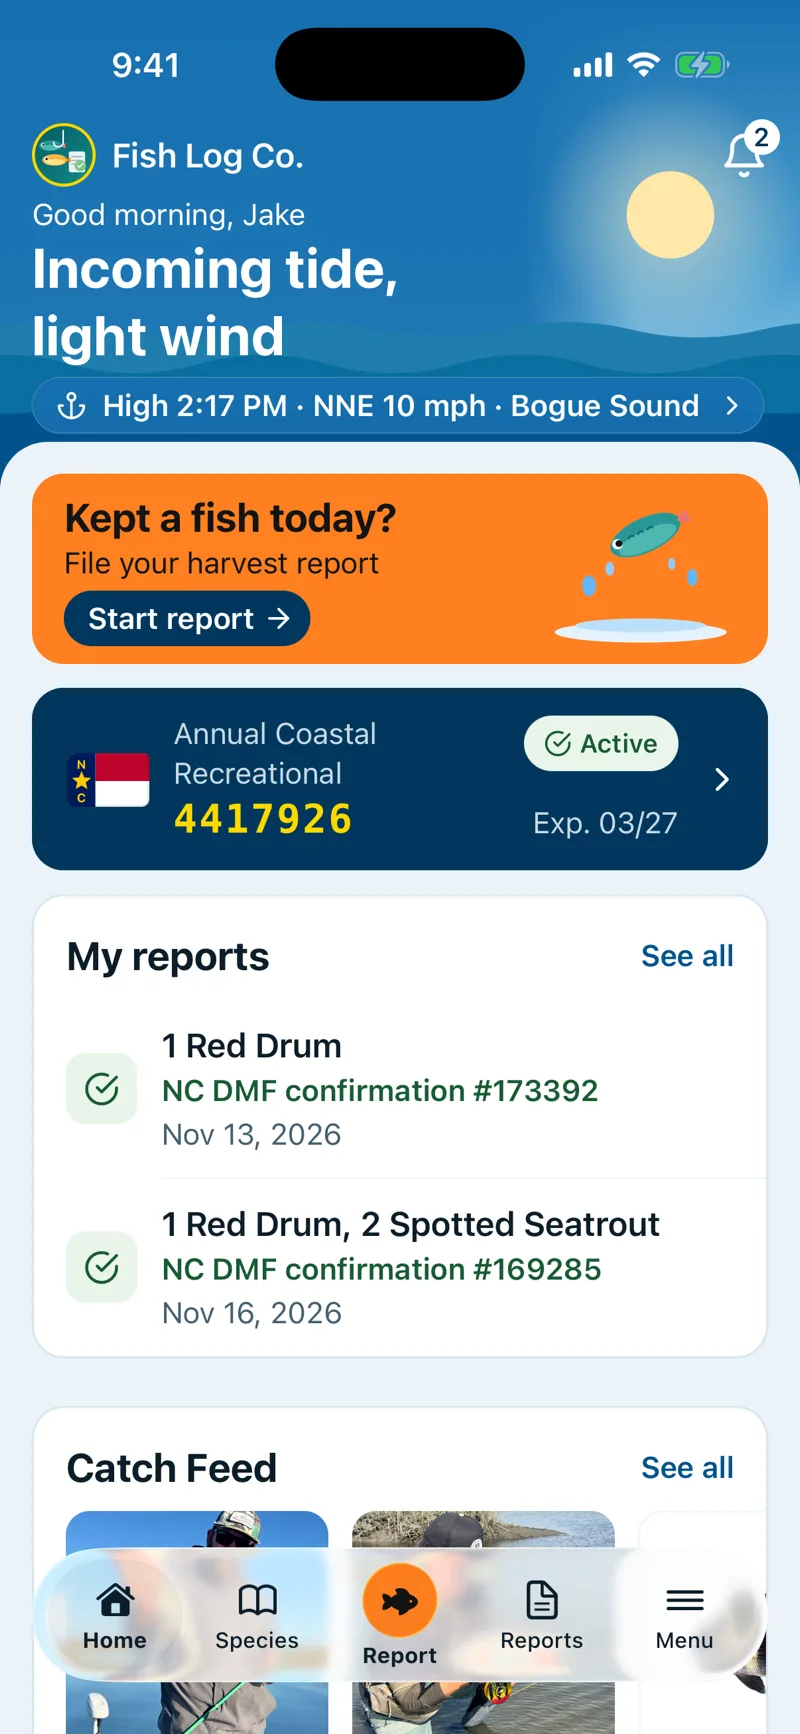 9:41
2
Fish Log Co.
Good morning, Jake
Incoming tide,
light wind
High 2:17 PM · NNE 10 mph · Bogue Sound
Kept a fish today?
File your harvest report
Start report →
N
C
Annual Coastal
Recreational
4417926
Active
Exp. 03/27
My reports
See all
1 Red Drum
NC DMF confirmation #173392
Nov 13, 2026
1 Red Drum, 2 Spotted Seatrout
NC DMF confirmation #169285
Nov 16, 2026
Catch Feed
See all
Home
Species
Report
Reports
Menu